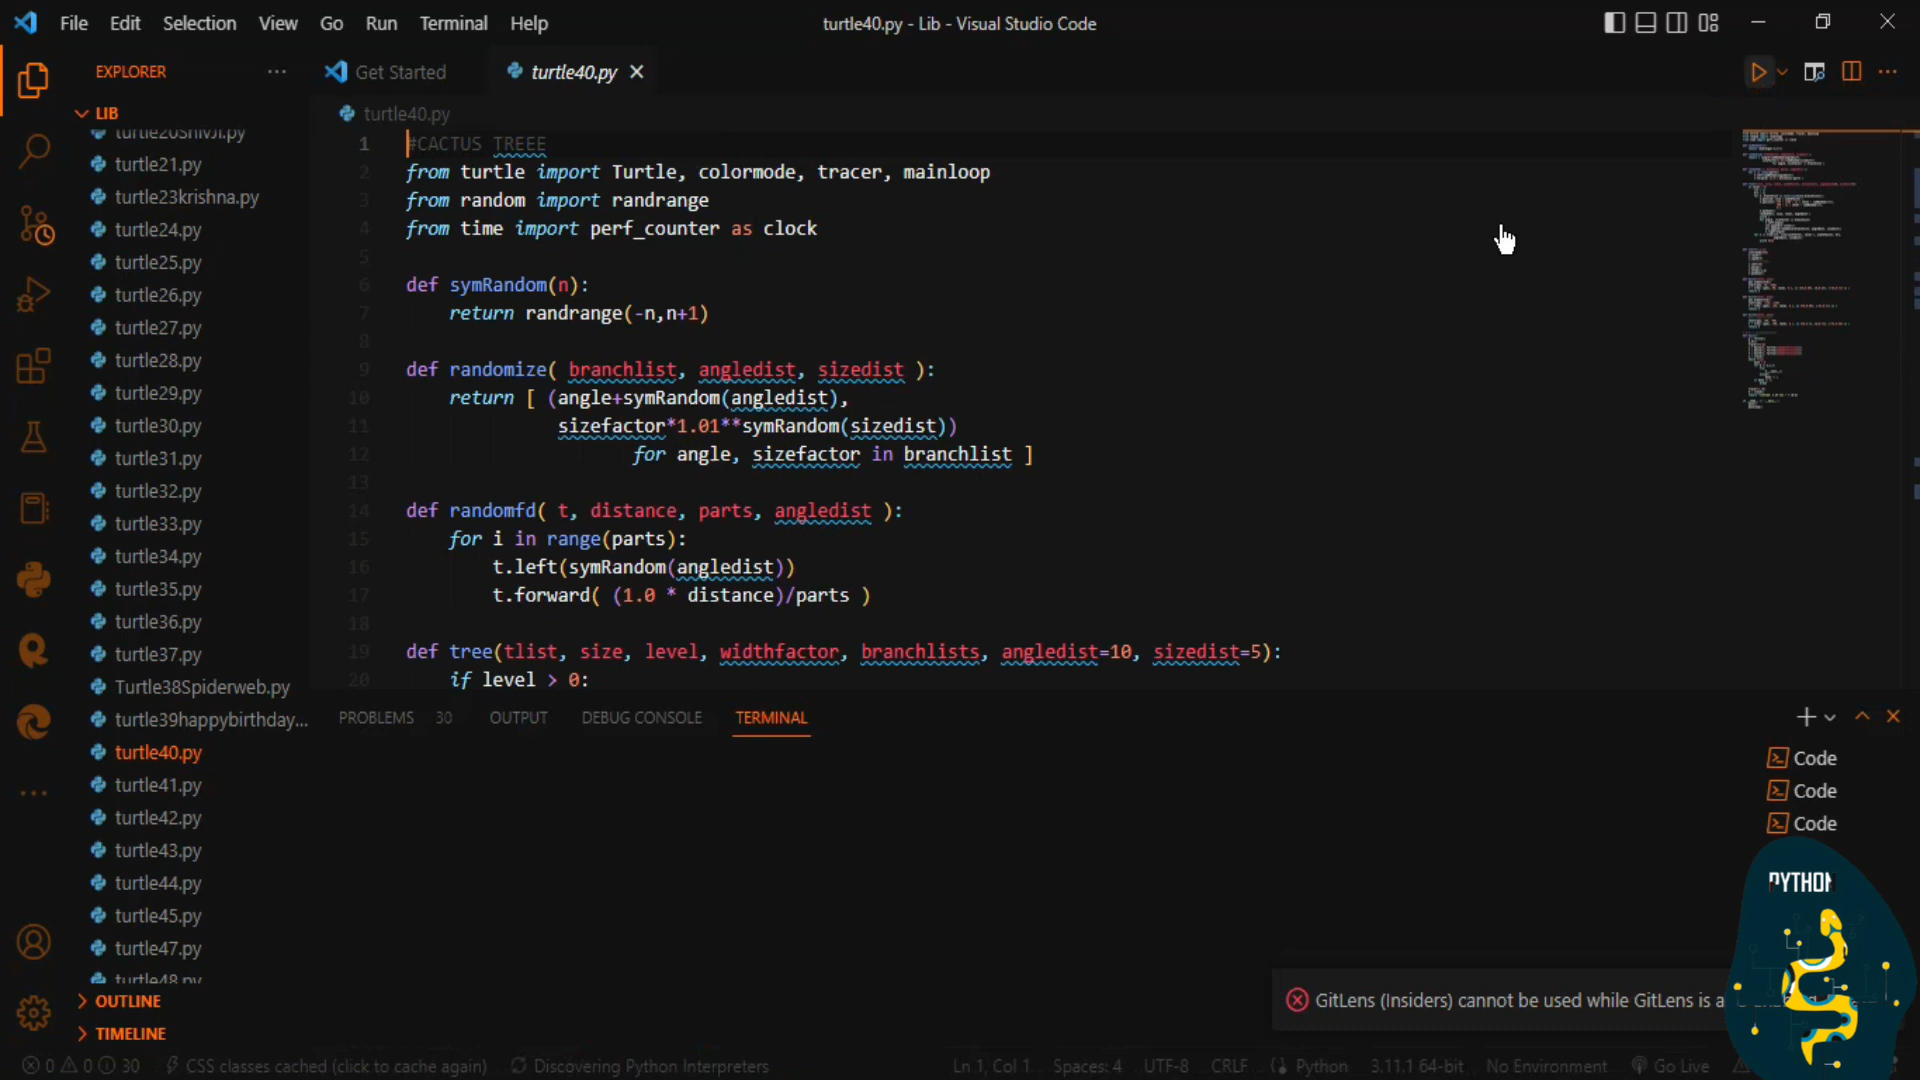 File Edit Selection View Go Run Terminal Help
turtle40.py - Lib - Visual Studio Code
EXPLORER
Get Started
turtle40.py
LIB
turtle20ShivJi.py
turtle21.py
turtle23krishna.py
turtle24.py
turtle25.py
turtle26.py
turtle27.py
turtle28.py
turtle29.py
turtle30.py
turtle31.py
turtle32.py
turtle33.py
turtle34.py
turtle35.py
turtle36.py
turtle37.py
Turtle38Spiderweb.py
turtle39happybirthday...
turtle40.py
turtle41.py
turtle42.py
turtle43.py
turtle44.py
turtle45.py
turtle47.py
turtle48.py
OUTLINE
TIMELINE
turtle40.py
1 #CACTUS TREEE
2 from turtle import Turtle, colormode, tracer, mainloop
3 from random import randrange
4 from time import perf_counter as clock
5
6 def symRandom(n):
7 return randrange(-n,n+1)
8
9 def randomize( branchlist, angledist, sizedist ):
10 return [ (angle+symRandom(angledist),
11 sizefactor*1.01**symRandom(sizedist))
12 for angle, sizefactor in branchlist ]
13
14 def randomfd( t, distance, parts, angledist ):
15 for i in range(parts):
16 t.left(symRandom(angledist))
17 t.forward( (1.0 * distance)/parts )
18
19 def tree(tlist, size, level, widthfactor, branchlists, angledist=10, sizedist=5):
20 if level > 0:
PROBLEMS 30 OUTPUT DEBUG CONSOLE TERMINAL
Code
Code
Code
PYTHON
GitLens (Insiders) cannot be used while GitLens is a
0 0 30 CSS classes cached (click to cache again) Discovering Python Interpreters
Ln 1, Col 1 Spaces: 4 UTF-8 CRLF Python 3.11.1 64-bit No Environment Go Live